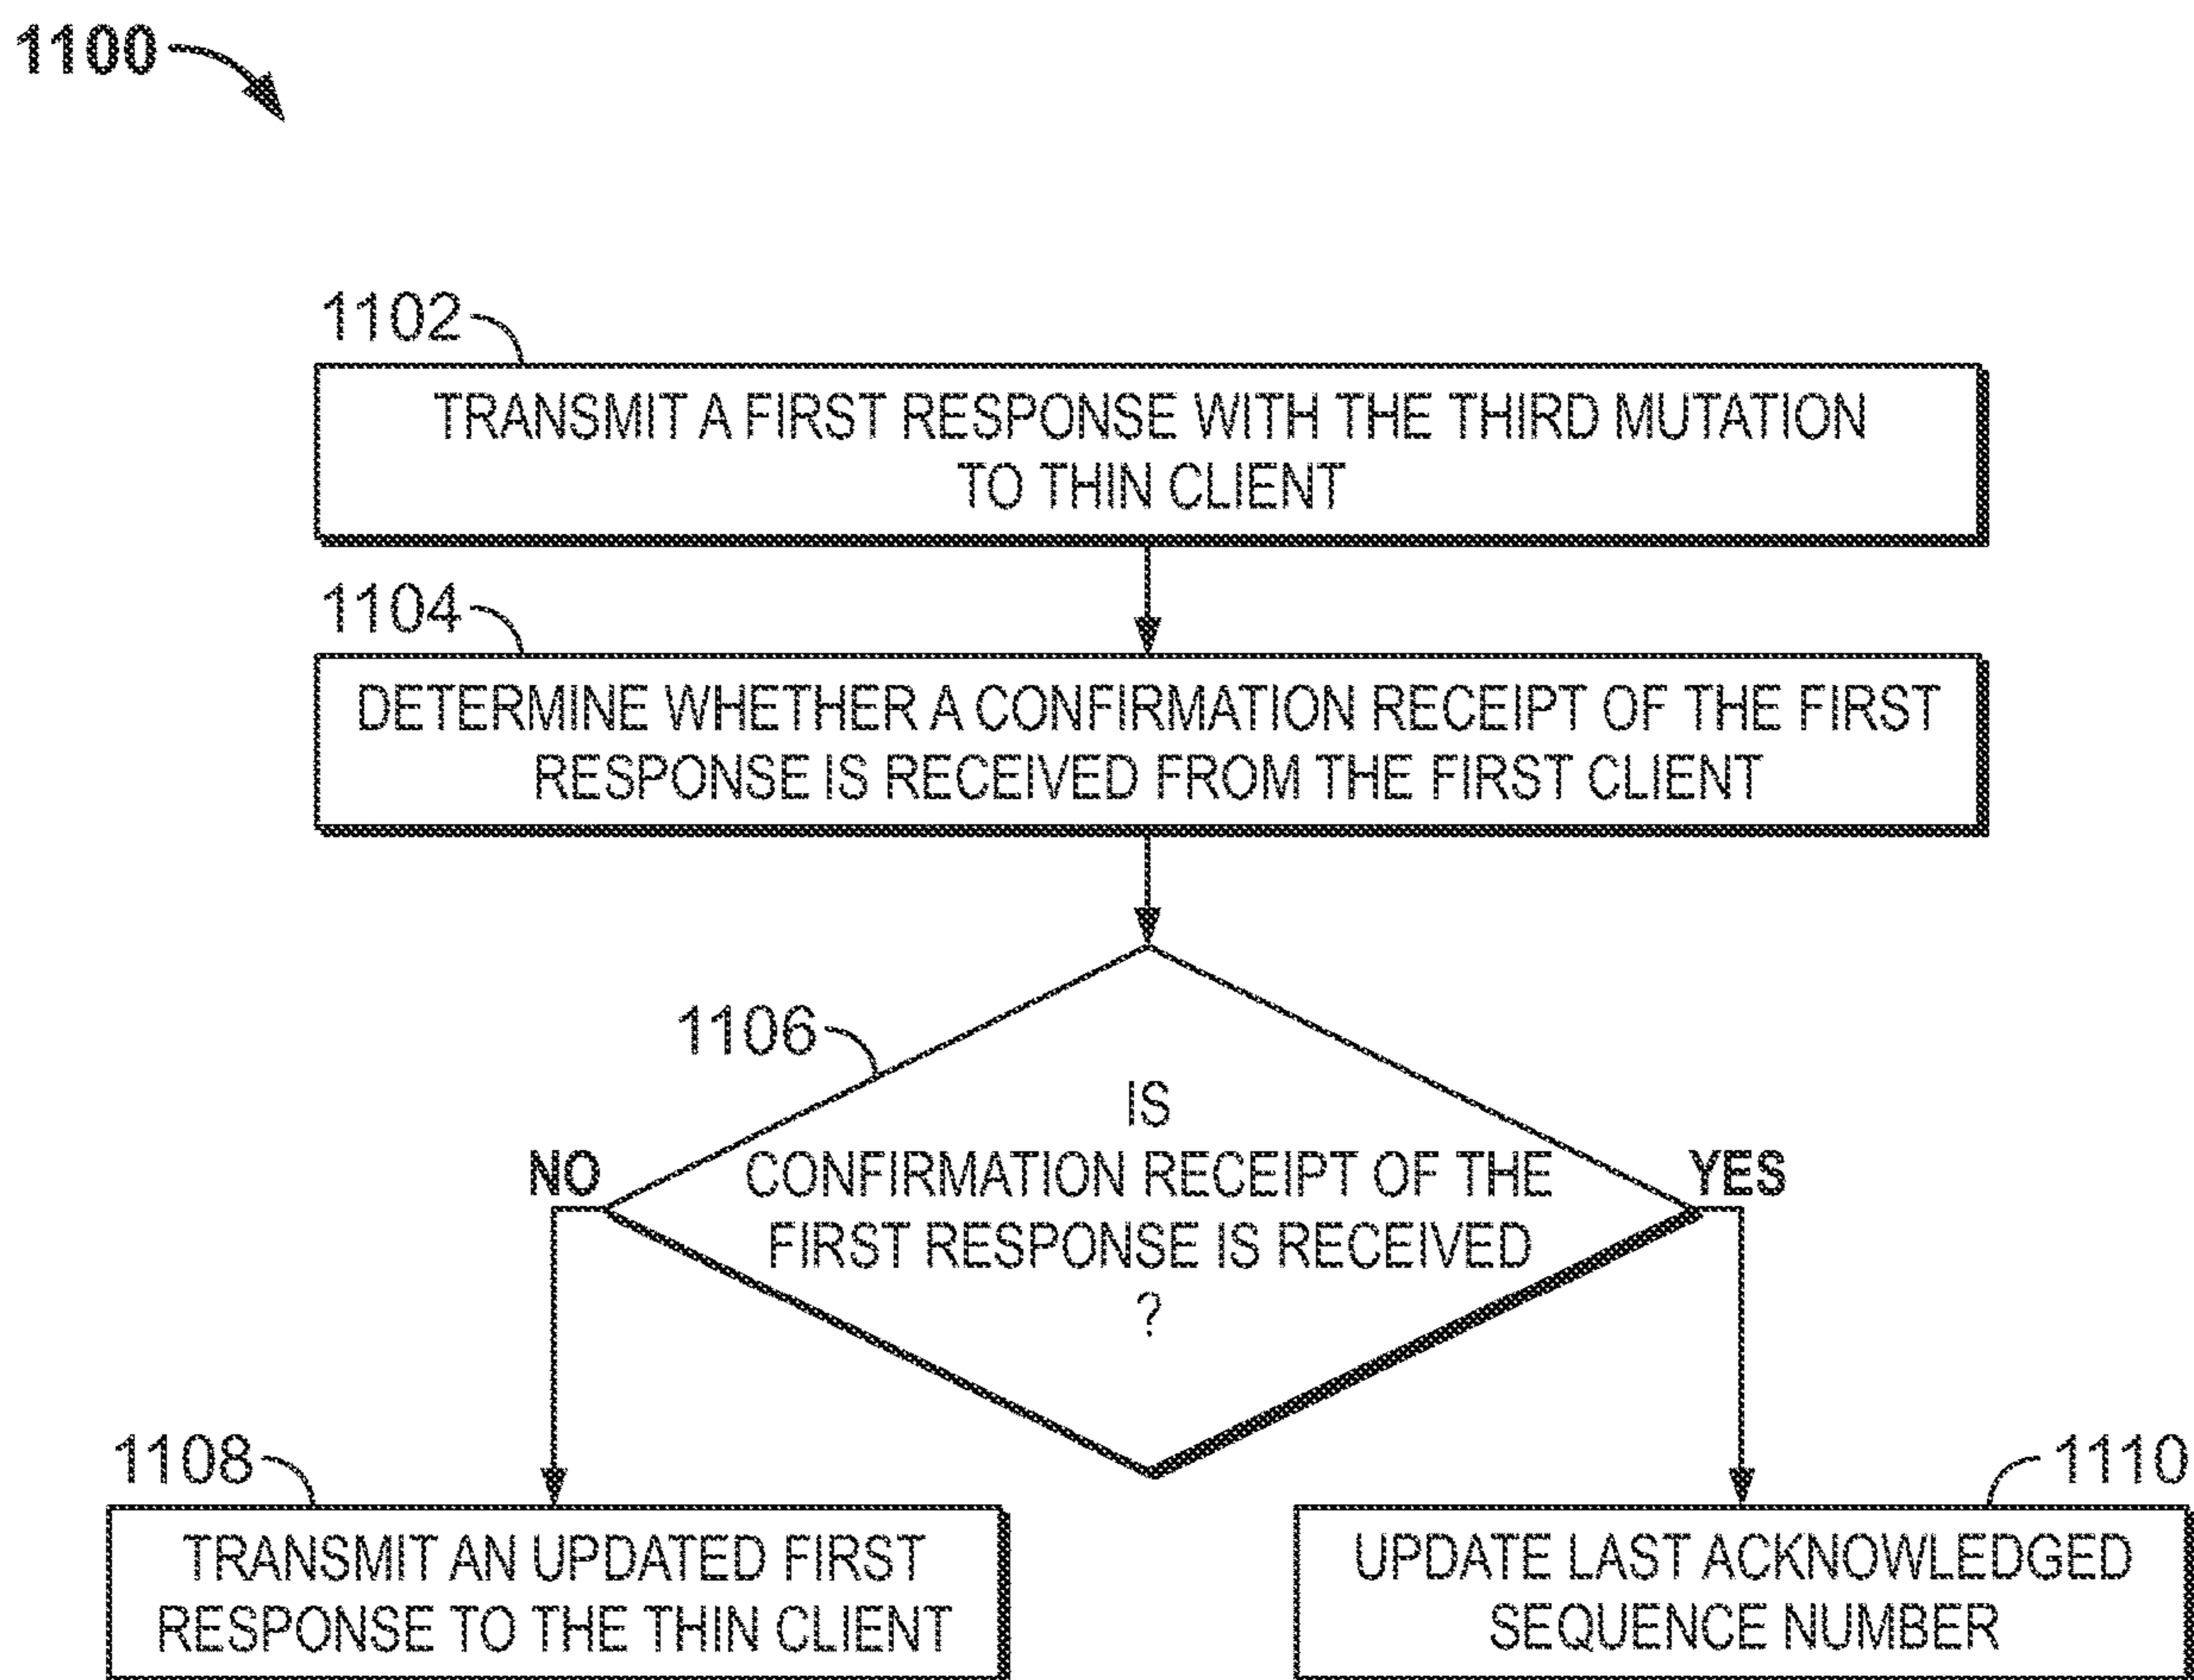 1100
1102
TRANSMIT A FIRST RESPONSE WITH THE THIRD MUTATION
TO THIN CLIENT
1104
DETERMINE WHETHER A CONFIRMATION RECEIPT OF THE FIRST
RESPONSE IS RECEIVED FROM THE FIRST CLIENT
1106
IS
CONFIRMATION RECEIPT OF THE
FIRST RESPONSE IS RECEIVED
?
NO
YES
1108
TRANSMIT AN UPDATED FIRST
RESPONSE TO THE THIN CLIENT
1110
UPDATE LAST ACKNOWLEDGED
SEQUENCE NUMBER